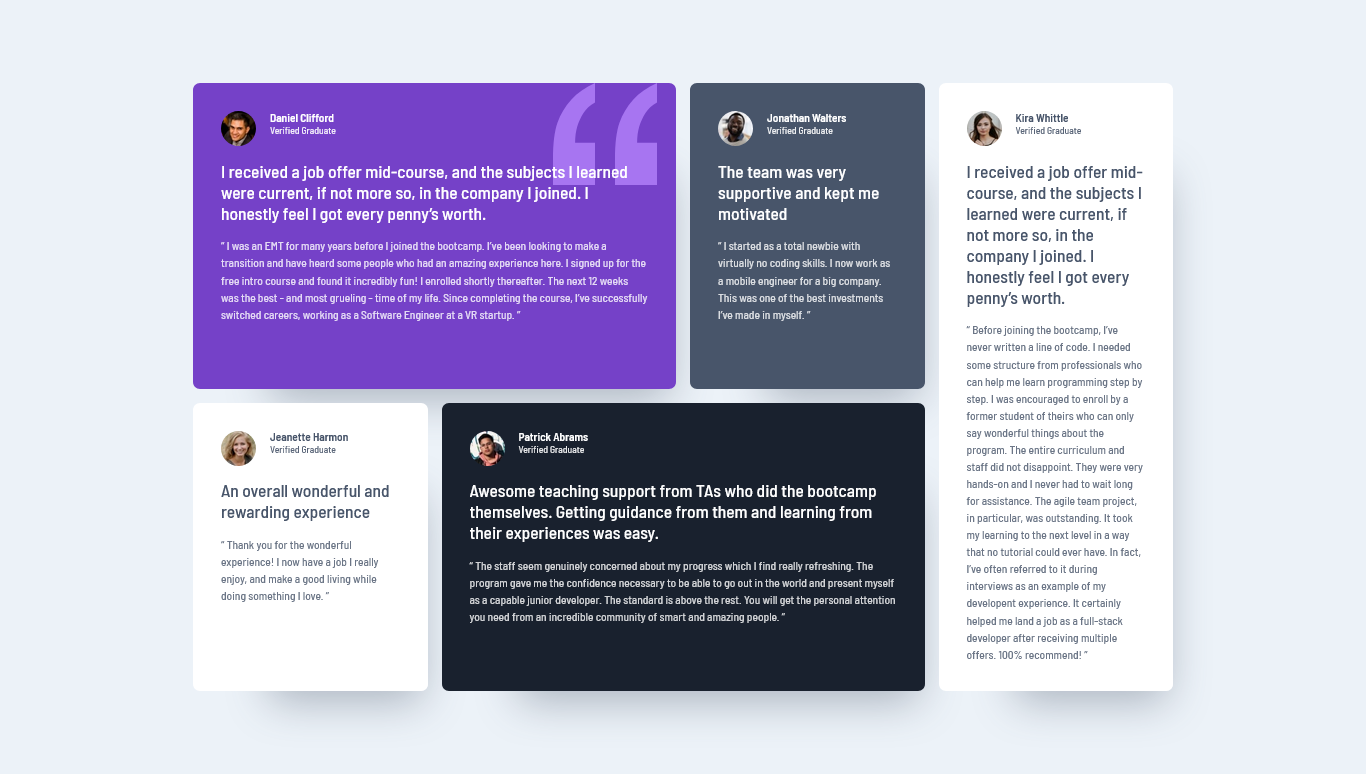 Daniel Clifford
Verified Graduate
I received a job offer mid-course, and the subjects I learned
were current, if not more so, in the company I joined. I
honestly feel I got every penny’s worth.
“ I was an EMT for many years before I joined the bootcamp. I’ve been looking to make a
transition and have heard some people who had an amazing experience here. I signed up for the
free intro course and found it incredibly fun! I enrolled shortly thereafter. The next 12 weeks
was the best - and most grueling - time of my life. Since completing the course, I’ve successfully
switched careers, working as a Software Engineer at a VR startup. ”
Jonathan Walters
Verified Graduate
The team was very
supportive and kept me
motivated
“ I started as a total newbie with
virtually no coding skills. I now work as
a mobile engineer for a big company.
This was one of the best investments
I’ve made in myself. ”
Kira Whittle
Verified Graduate
I received a job offer mid-
course, and the subjects I
learned were current, if
not more so, in the
company I joined. I
honestly feel I got every
penny’s worth.
“ Before joining the bootcamp, I’ve
never written a line of code. I needed
some structure from professionals who
can help me learn programming step by
step. I was encouraged to enroll by a
former student of theirs who can only
say wonderful things about the
program. The entire curriculum and
staff did not disappoint. They were very
hands-on and I never had to wait long
for assistance. The agile team project,
in particular, was outstanding. It took
my learning to the next level in a way
that no tutorial could ever have. In fact,
I’ve often referred to it during
interviews as an example of my
developent experience. It certainly
helped me land a job as a full-stack
developer after receiving multiple
offers. 100% recommend! ”
Jeanette Harmon
Verified Graduate
An overall wonderful and
rewarding experience
“ Thank you for the wonderful
experience! I now have a job I really
enjoy, and make a good living while
doing something I love. ”
Patrick Abrams
Verified Graduate
Awesome teaching support from TAs who did the bootcamp
themselves. Getting guidance from them and learning from
their experiences was easy.
“ The staff seem genuinely concerned about my progress which I find really refreshing. The
program gave me the confidence necessary to be able to go out in the world and present myself
as a capable junior developer. The standard is above the rest. You will get the personal attention
you need from an incredible community of smart and amazing people. ”